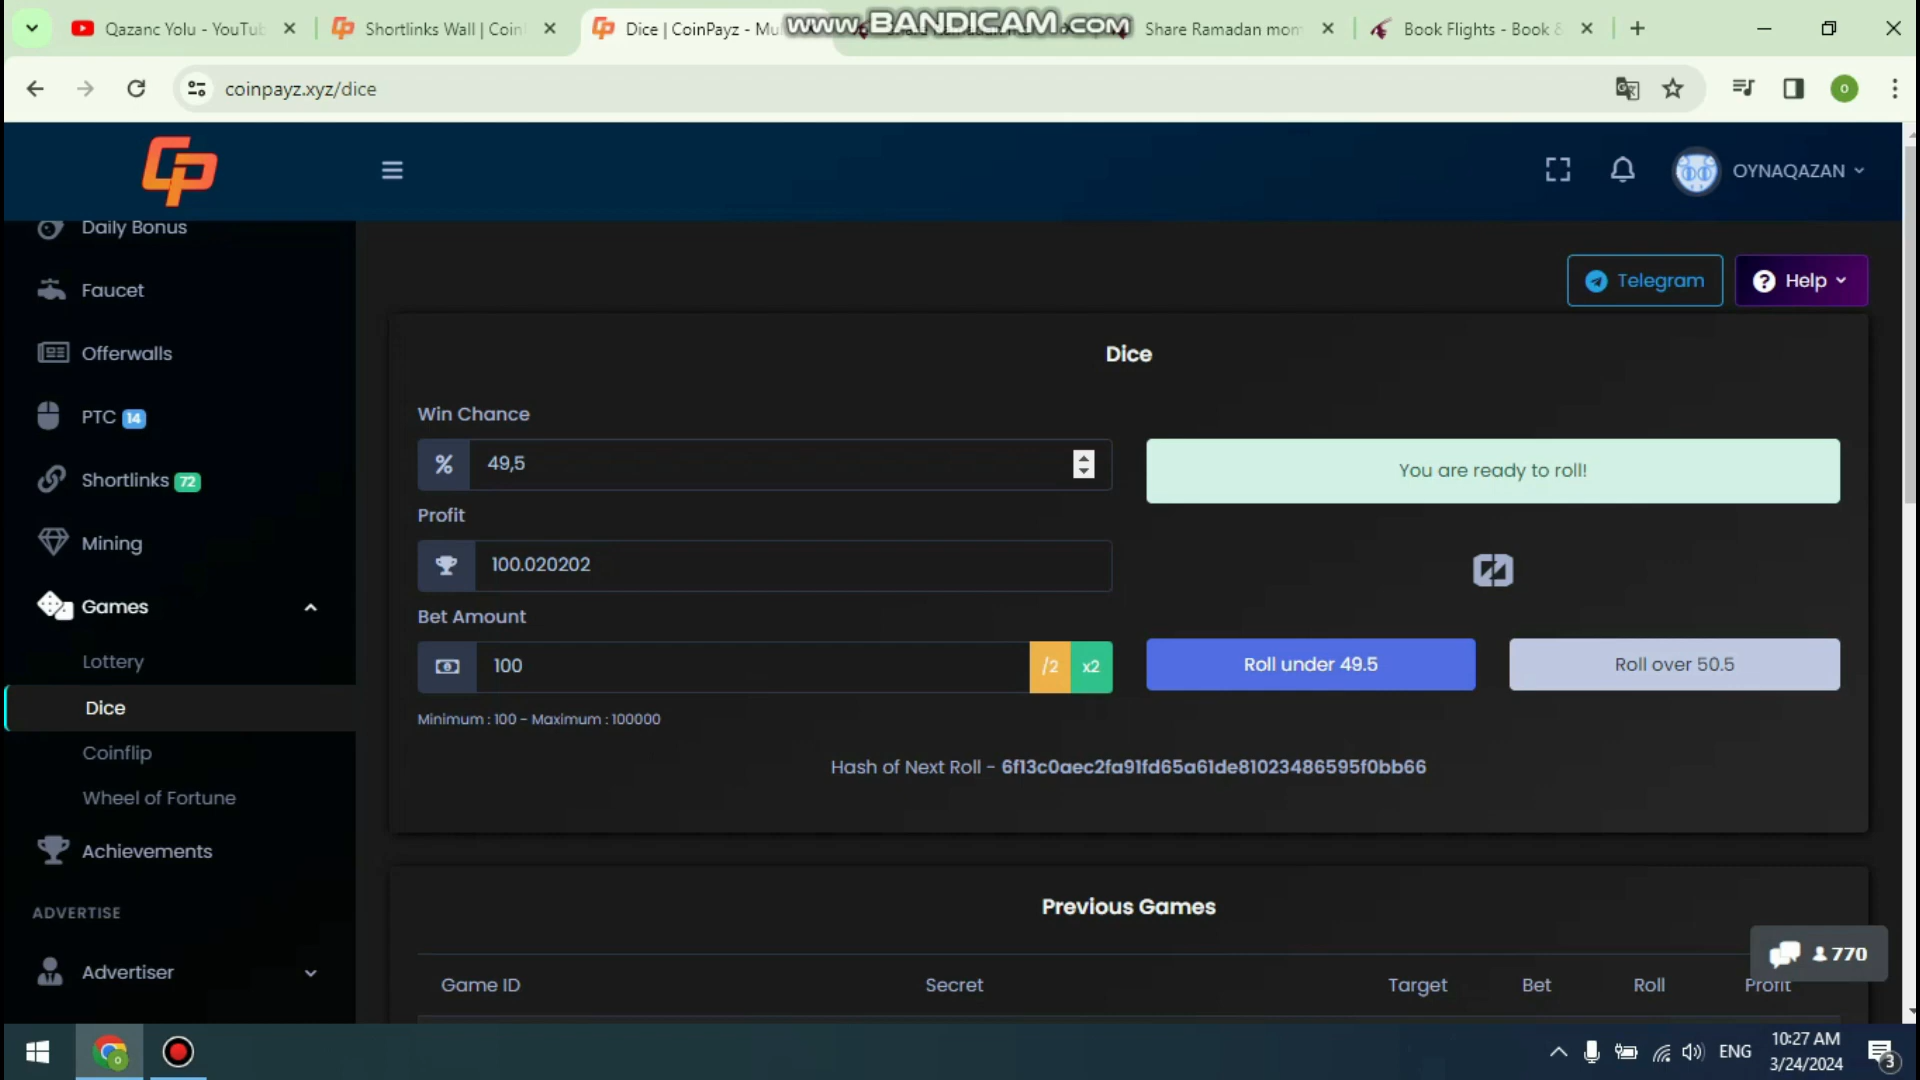 Qazanc Yolu - YouTub
Shortlinks Wall | Coin
Dice | CoinPayz - Mu
www.BANDICAM.com
Share Ramadan mom
Book Flights - Book &
coinpayz.xyz/dice
o
CP
OYNAQAZAN
Daily Bonus
Faucet
Offerwalls
PTC 14
Shortlinks 72
Mining
Games
Lottery
Dice
Coinflip
Wheel of Fortune
Achievements
ADVERTISE
Advertiser
Telegram
Help
Dice
Win Chance
% 49,5
You are ready to roll!
Profit
100.020202
Bet Amount
100 /2 x2
Roll under 49.5
Roll over 50.5
Minimum : 100 - Maximum : 100000
Hash of Next Roll - 6f13c0aec2fa91fd65a61de81023486595f0bb66
Previous Games
770
Game ID Secret Target Bet Roll Profit
ENG
10:27 AM
3/24/2024
3